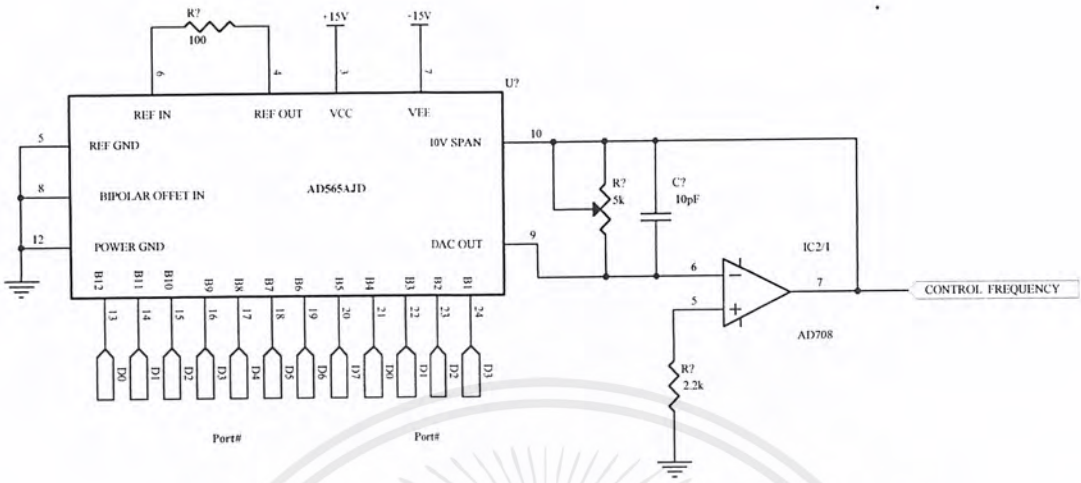 R?
100
+15V
-15V
6
4
3
7
U?
REF IN
REF OUT
VCC
VEE
5
REF GND
10V SPAN
10
8
BIPOLAR OFFET IN
AD565AJD
R?
5k
C?
10pF
12
POWER GND
DAC OUT
9
IC2/1
B12
B11
B10
B9
B8
B7
B6
B5
B4
B3
B2
B1
6
7
CONTROL FREQUENCY
5
13
14
15
16
17
18
19
20
21
22
23
24
AD708
D0
D1
D2
D3
D4
D5
D6
D7
D0
D1
D2
D3
R?
2.2k
Port#
Port#